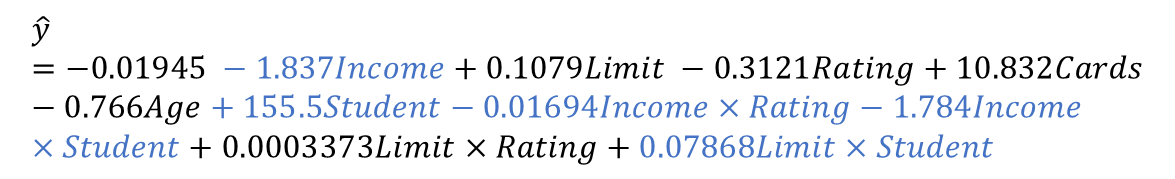 ŷ
= −0.01945 − 1.837Income + 0.1079Limit − 0.3121Rating + 10.832Cards
− 0.766Age + 155.5Student − 0.01694Income × Rating − 1.784Income
× Student + 0.0003373Limit × Rating + 0.07868Limit × Student